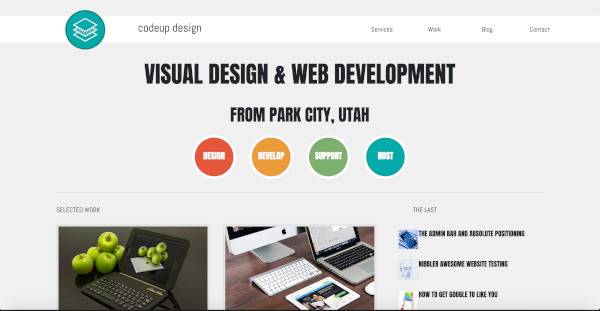 codeup design
Services Work Blog Contact
VISUAL DESIGN & WEB DEVELOPMENT
FROM PARK CITY, UTAH
DESIGN DEVELOP SUPPORT HOST
SELECTED WORK
THE LAST
THE ADMIN BAR AND ABSOLUTE POSITIONING
NIBBLER AWESOME WEBSITE TESTING
HOW TO GET GOOGLE TO LIKE YOU